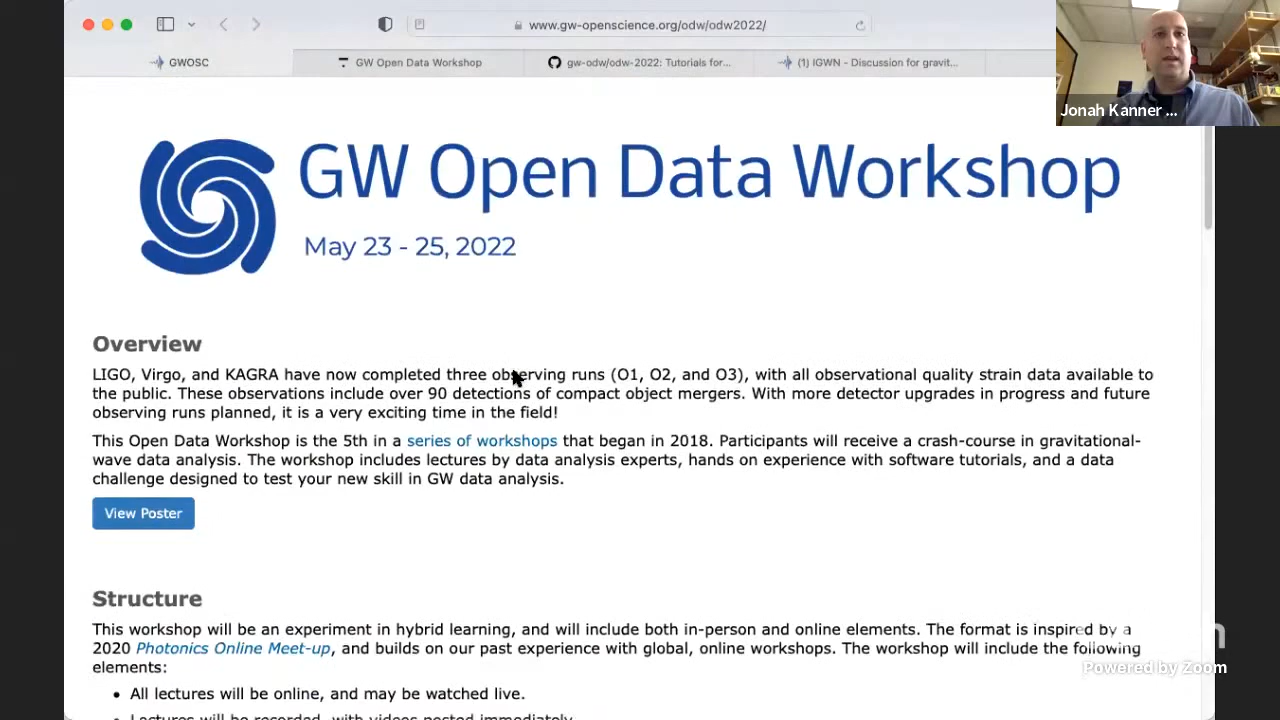 www.gw-openscience.org/odw/odw2022/
GWOSC
GW Open Data Workshop
gw-odw/odw-2022: Tutorials for...
(1) IGWN - Discussion for gravit...
Jonah Kanner ...
GW Open Data Workshop
May 23 - 25, 2022
Overview
LIGO, Virgo, and KAGRA have now completed three observing runs (O1, O2, and O3), with all observational quality strain data available to
the public. These observations include over 90 detections of compact object mergers. With more detector upgrades in progress and future
observing runs planned, it is a very exciting time in the field!
This Open Data Workshop is the 5th in a series of workshops that began in 2018. Participants will receive a crash-course in gravitational-
wave data analysis. The workshop includes lectures by data analysis experts, hands on experience with software tutorials, and a data
challenge designed to test your new skill in GW data analysis.
View Poster
Structure
This workshop will be an experiment in hybrid learning, and will include both in-person and online elements. The format is inspired by a
2020 Photonics Online Meet-up, and builds on our past experience with global, online workshops. The workshop will include the following
elements:
Powered by Zoom
• All lectures will be online, and may be watched live.
Lectures will be recorded, with videos posted immediately